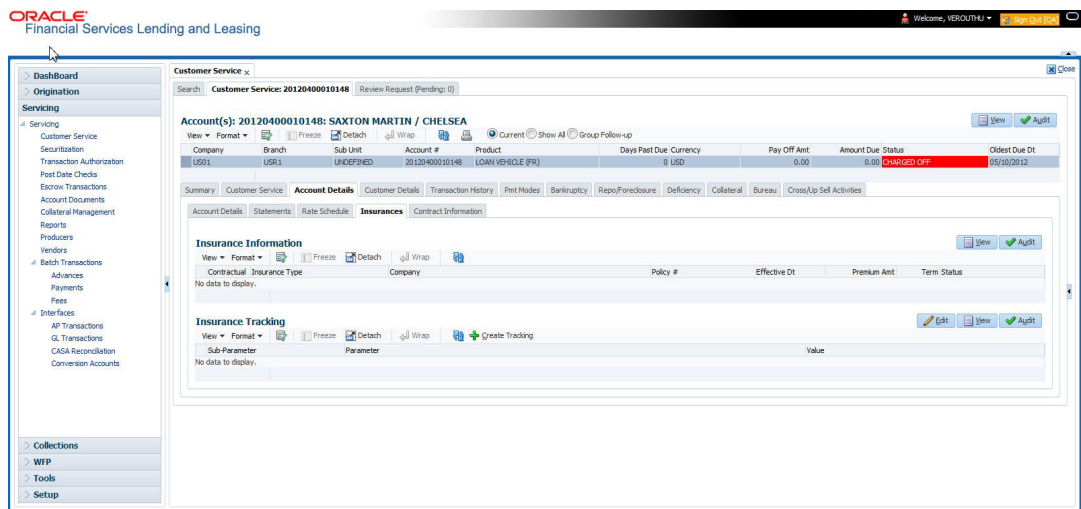 ORACLE
Financial Services Lending and Leasing
Welcome, VEROUTHU
Sign Out [QA]
Close
DashBoard
Origination
Servicing
Servicing
Customer Service
Securitization
Transaction Authorization
Post Date Checks
Escrow Transactions
Account Documents
Collateral Management
Reports
Producers
Vendors
Batch Transactions
Advances
Payments
Fees
Interfaces
AP Transactions
GL Transactions
CASA Reconciliation
Conversion Accounts
Collections
WFP
Tools
Setup
Customer Service x
Search Customer Service: 20120400010148 Review Request (Pending: 0)
Account(s): 20120400010148: SAXTON MARTIN / CHELSEA View Audit
View Format Freeze Detach Wrap Current Show All Group Follow-up
Company Branch Sub Unit Account # Product Days Past Due Currency Pay Off Amt Amount Due Status Oldest Due Dt
US01 USR1 UNDEFINED 20120400010148 LOAN VEHICLE (FR) 0 USD 0.00 0.00 CHARGED OFF 05/10/2012
Summary Customer Service Account Details Customer Details Transaction History Pmt Modes Bankruptcy Repo/Foreclosure Deficiency Collateral Bureau Cross/Up Sell Activities
Account Details Statements Rate Schedule Insurances Contract Information
Insurance Information View Audit
View Format Freeze Detach Wrap
Contractual Insurance Type Company Policy # Effective Dt Premium Amt Term Status
No data to display.
Insurance Tracking Edit View Audit
View Format Freeze Detach Wrap Create Tracking
Sub-Parameter Parameter Value
No data to display.